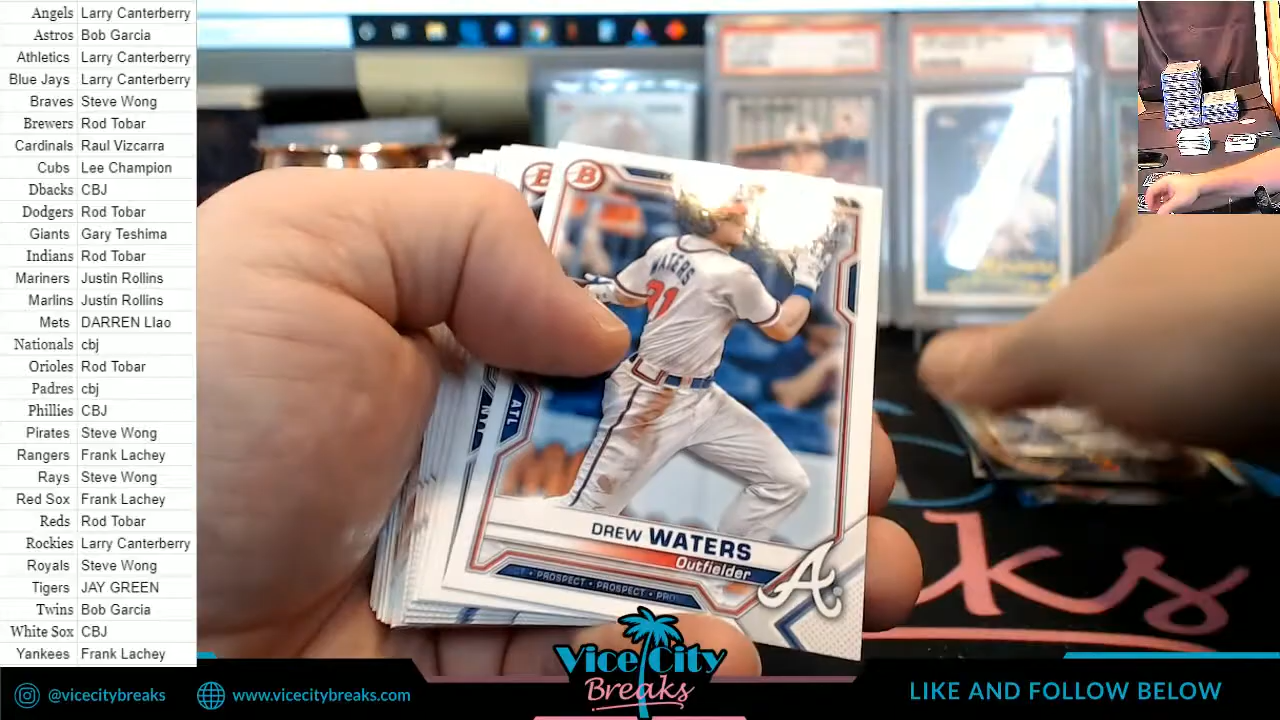 Angels Larry Canterberry
Astros Bob Garcia
Athletics Larry Canterberry
Blue Jays Larry Canterberry
Braves Steve Wong
Brewers Rod Tobar
Cardinals Raul Vizcarra
Cubs Lee Champion
Dbacks CBJ
Dodgers Rod Tobar
Giants Gary Teshima
Indians Rod Tobar
Mariners Justin Rollins
Marlins Justin Rollins
Mets DARREN LIao
Nationals cbj
Orioles Rod Tobar
Padres cbj
Phillies CBJ
Pirates Steve Wong
Rangers Frank Lachey
Rays Steve Wong
Red Sox Frank Lachey
Reds Rod Tobar
Rockies Larry Canterberry
Royals Steve Wong
Tigers JAY GREEN
Twins Bob Garcia
White Sox CBJ
Yankees Frank Lachey
B
B
WATERS
31
ATL
DREW WATERS
Outfielder
PROSPECT • PROSPECT • PRO
A
ks
@vicecitybreaks
www.vicecitybreaks.com
Vice City
Breaks
LIKE AND FOLLOW BELOW